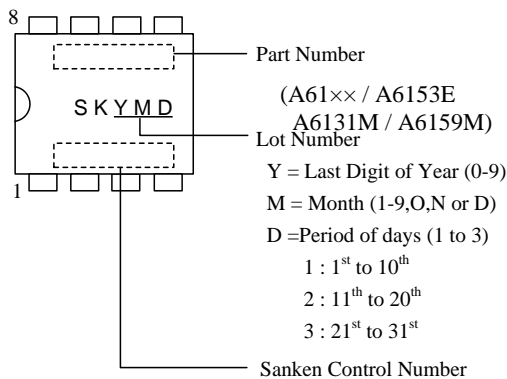 8
Part Number
(A61×× / A6153E
A6131M / A6159M)
SKYMD
Lot Number
Y = Last Digit of Year (0-9)
M = Month (1-9,O,N or D)
D =Period of days (1 to 3)
1 : 1st to 10th
2 : 11th to 20th
3 : 21st to 31st
1
Sanken Control Number